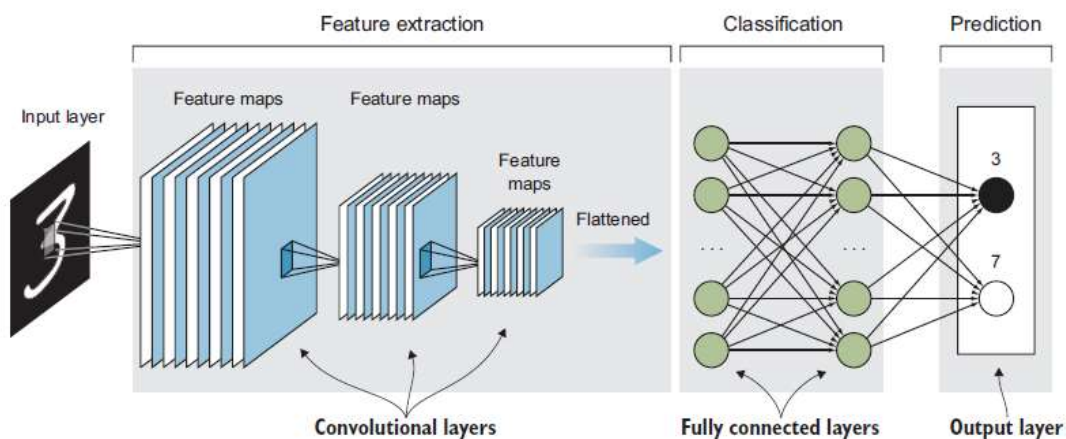 Feature extraction
Classification
Prediction
Input layer
Feature maps
Feature maps
Feature
maps
Flattened
3
. . .
. . .
3
7
Convolutional layers
Fully connected layers
Output layer